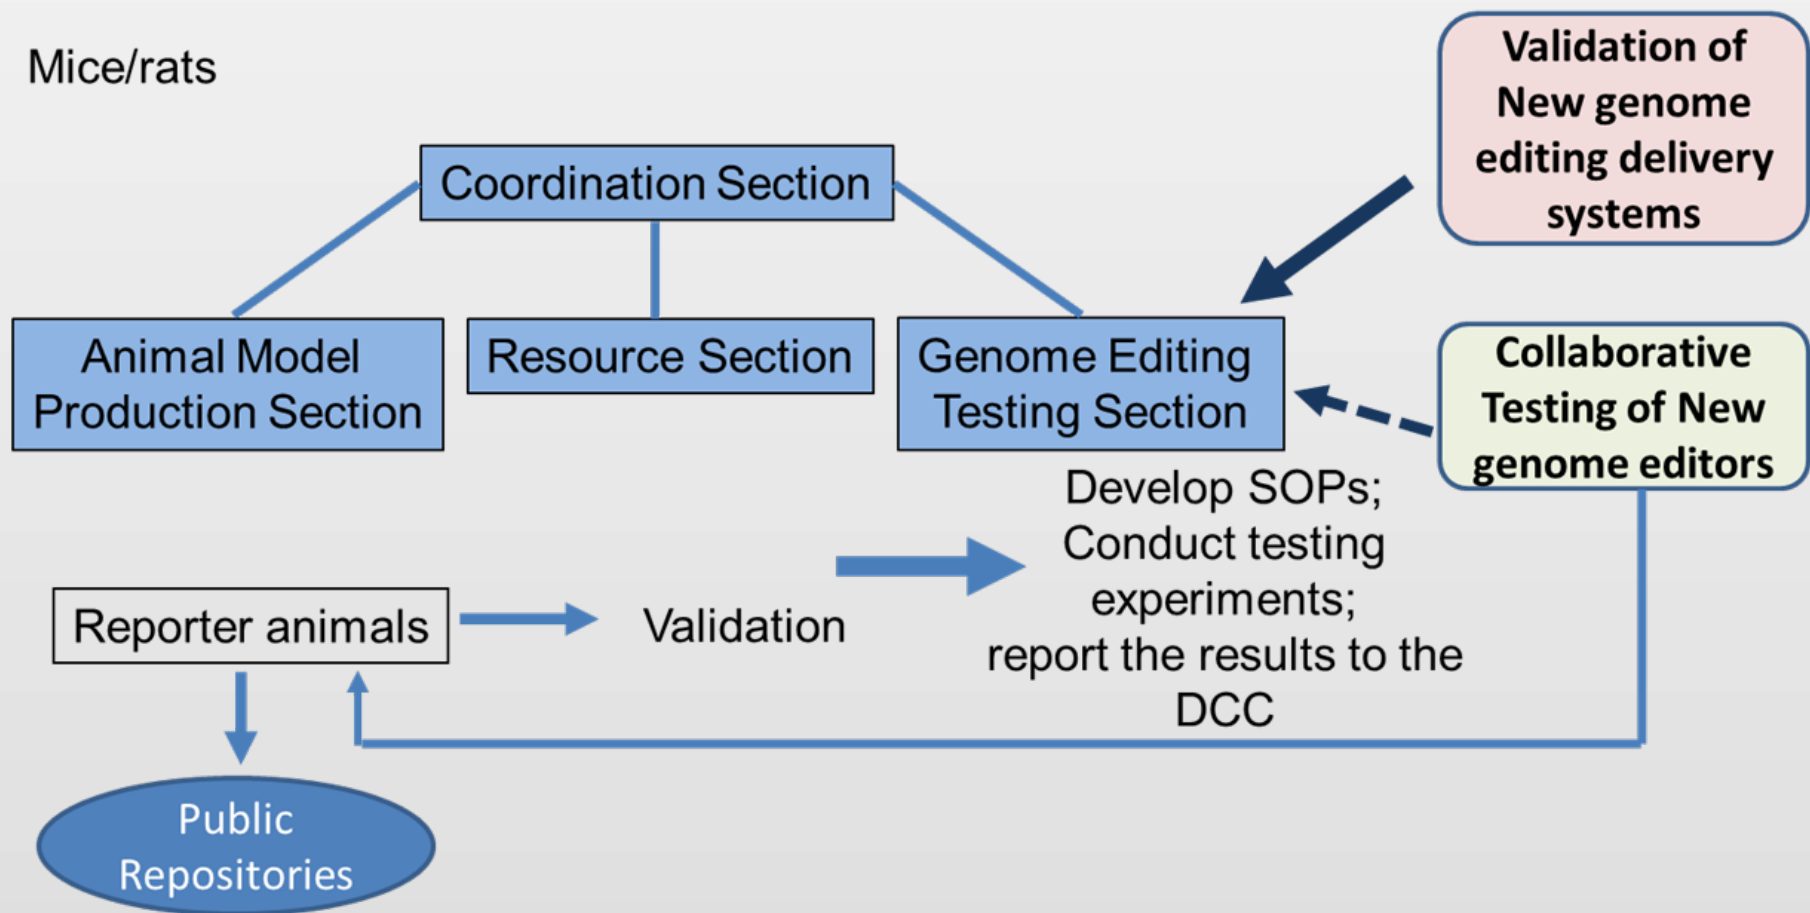 Mice/rats
Validation of
New genome
editing delivery
systems
Coordination Section
Animal Model
Production Section
Resource Section
Genome Editing
Testing Section
Collaborative
Testing of New
genome editors
Develop SOPs;
Conduct testing
experiments;
report the results to the
DCC
Reporter animals
Validation
Public
Repositories